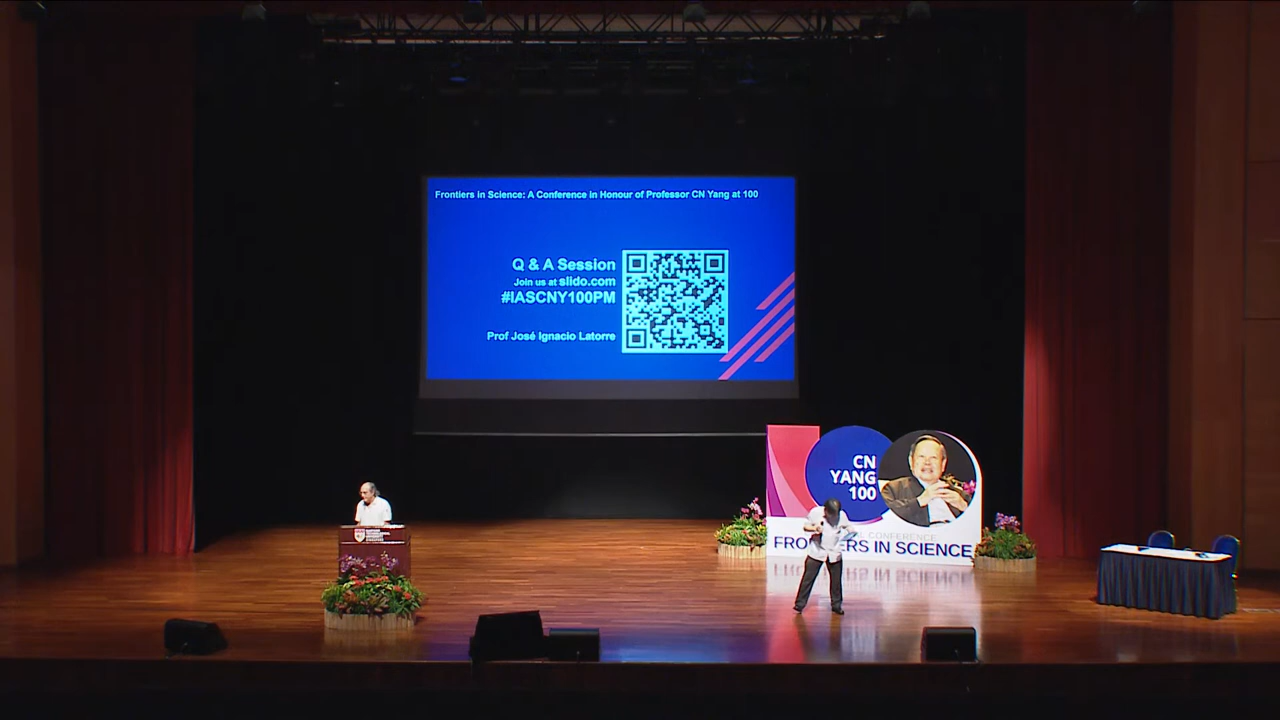 Frontiers in Science: A Conference in Honour of Professor CN Yang at 100
Q & A Session
Join us at slido.com
#IASCNY100PM
Prof José Ignacio Latorre
CN
YANG
100
CONFERENCE
IN SCIENCE